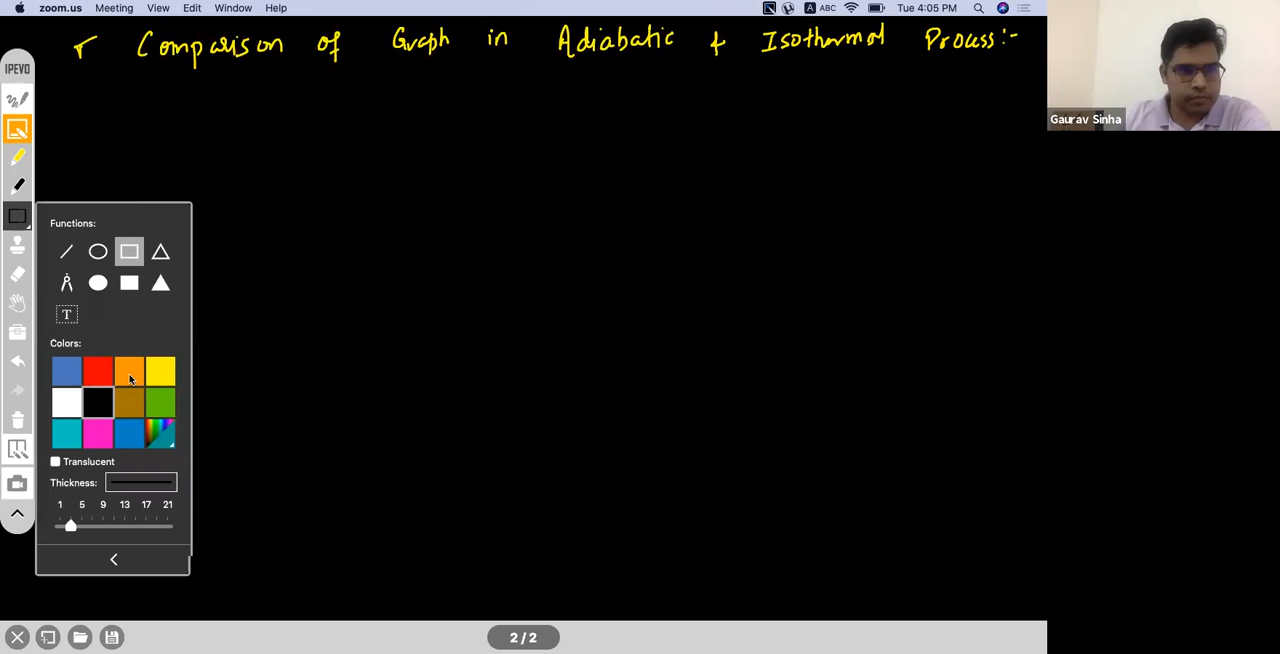 zoom.us Meeting View Edit Window Help A ABC Tue 4:05 PM
Comparison of Graph in Adiabatic & Isothermal Process:-
IPEVO
Gaurav Sinha
Functions:
T
Colors:
Translucent
Thickness:
1 5 9 13 17 21
2 / 2